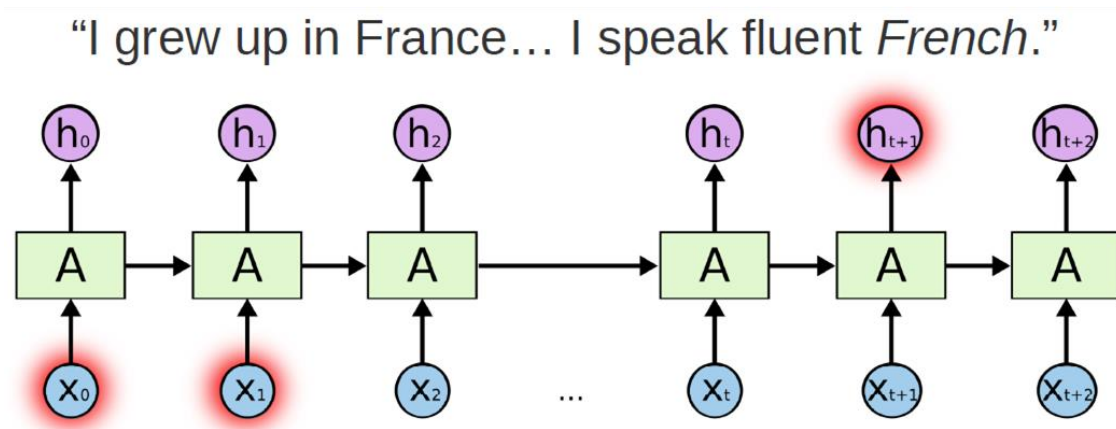 “I grew up in France… I speak fluent French.”
h₀ h₁ h₂ hₜ hₜ₊₁ hₜ₊₂
A A A A A A
x₀ x₁ x₂ ... xₜ xₜ₊₁ xₜ₊₂